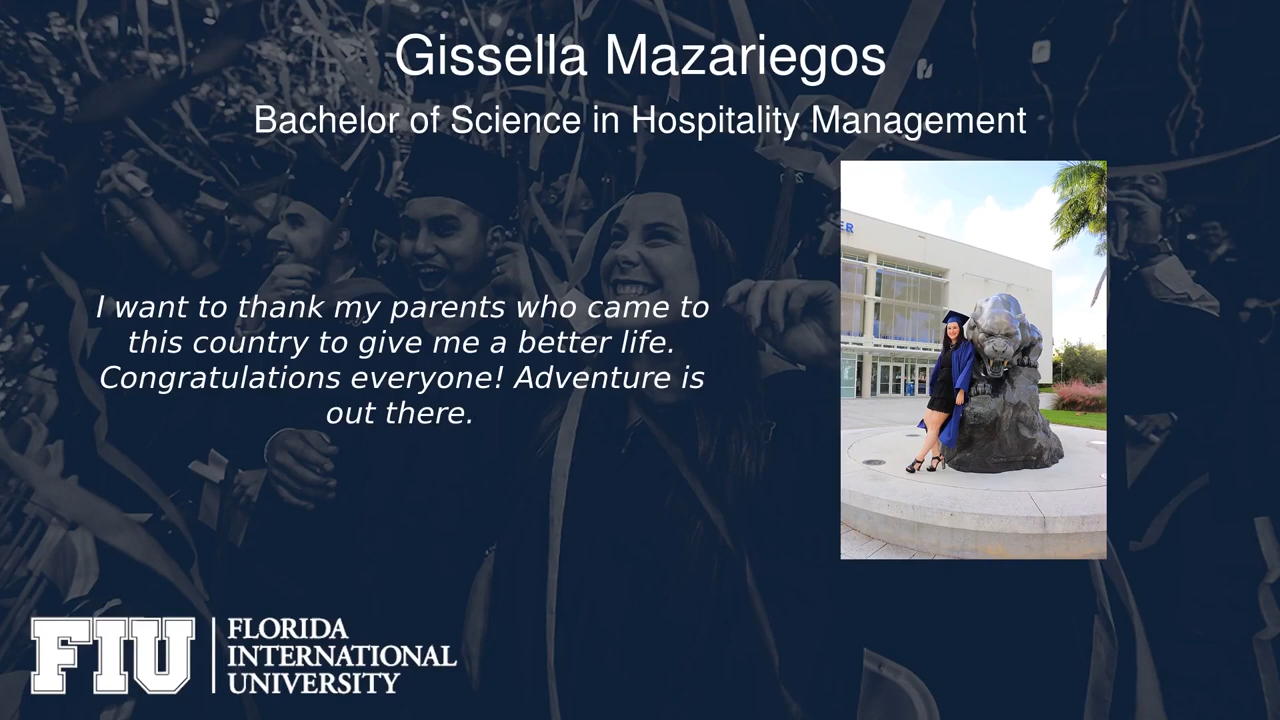 Gissella Mazariegos
Bachelor of Science in Hospitality Management
ER
I want to thank my parents who came to
this country to give me a better life.
Congratulations everyone! Adventure is
out there.
FIU
FLORIDA
INTERNATIONAL
UNIVERSITY